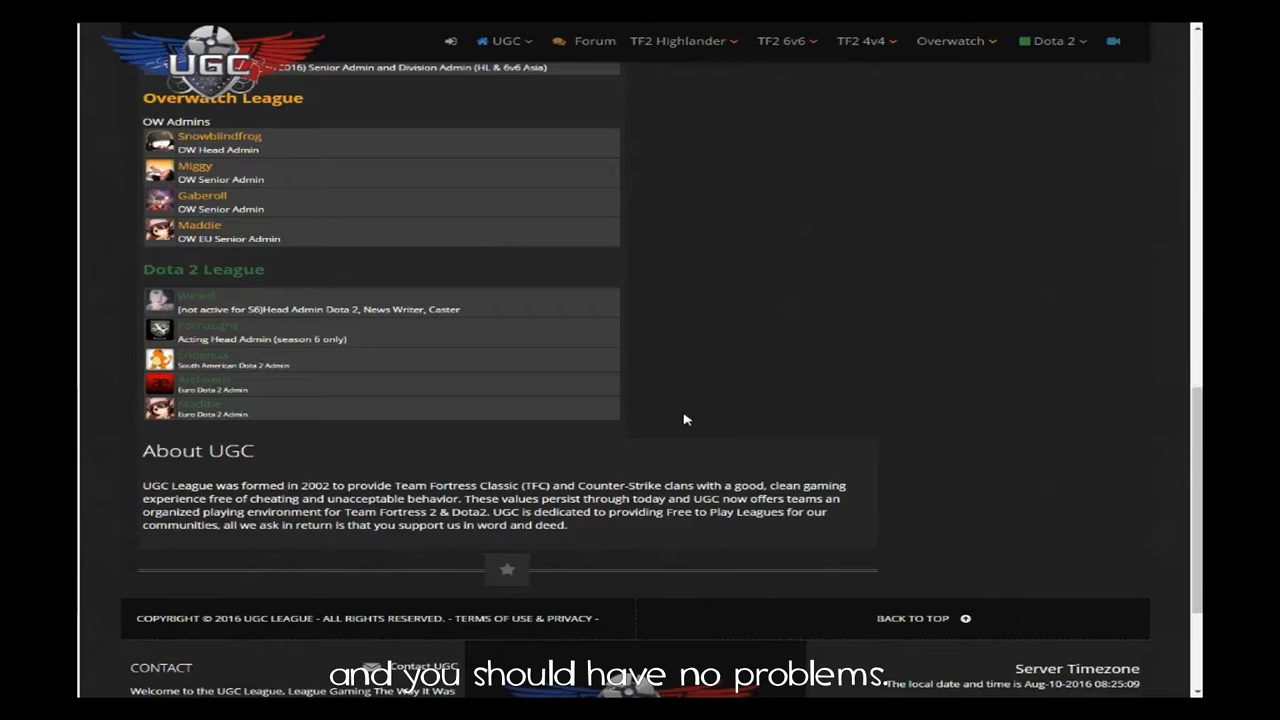 UGC
UGC
Forum
TF2 Highlander
TF2 6v6
TF2 4v4
Overwatch
Dota 2
2016) Senior Admin and Division Admin (HL & 6v6 Asia)
Overwatch League
OW Admins
Snowblindfrog
OW Head Admin
Miggy
OW Senior Admin
Gaberoll
OW Senior Admin
Maddie
OW EU Senior Admin
Dota 2 League
(not active for S6)Head Admin Dota 2, News Writer, Caster
Fornaught
Acting Head Admin (season 6 only)
South American Dota 2 Admin
Euro Dota 2 Admin
Maddie
Euro Dota 2 Admin
About UGC
UGC League was formed in 2002 to provide Team Fortress Classic (TFC) and Counter-Strike clans with a good, clean gaming
experience free of cheating and unacceptable behavior. These values persist through today and UGC now offers teams an
organized playing environment for Team Fortress 2 & Dota2. UGC is dedicated to providing Free to Play Leagues for our
communities, all we ask in return is that you support us in word and deed.
COPYRIGHT © 2016 UGC LEAGUE - ALL RIGHTS RESERVED. - TERMS OF USE & PRIVACY -
BACK TO TOP
CONTACT
Contact UGC
Server Timezone
Welcome to the UGC League. League Gaming The Way It Was
The local date and time is Aug-10-2016 08:25:09
and you should have no problems.